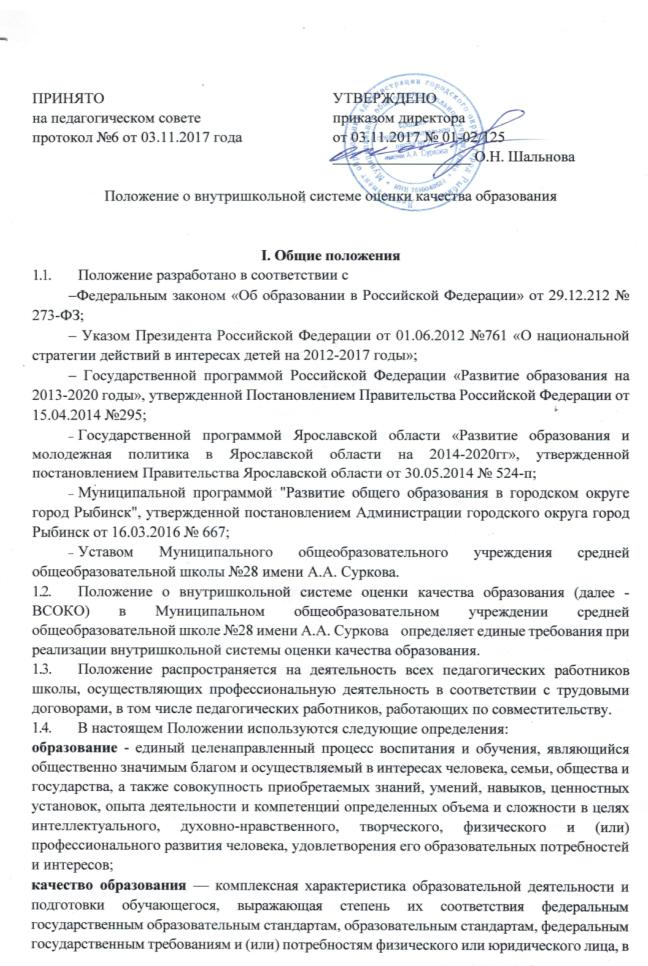 ПРИНЯТО
на педагогическом совете
протокол №6 от 03.11.2017 года
УТВЕРЖДЕНО
приказом директора
от 03.11.2017 № 01-02/125
имени А.А. Суркова
О.Н. Шальнова
Положение о внутришкольной системе оценки качества образования
I. Общие положения
1.1. Положение разработано в соответствии с
–Федеральным законом «Об образовании в Российской Федерации» от 29.12.212 №
273-ФЗ;
– Указом Президента Российской Федерации от 01.06.2012 №761 «О национальной
стратегии действий в интересах детей на 2012-2017 годы»;
– Государственной программой Российской Федерации «Развитие образования на
2013-2020 годы», утвержденной Постановлением Правительства Российской Федерации от
15.04.2014 №295;
– Государственной программой Ярославской области «Развитие образования и
молодежная политика в Ярославской области на 2014-2020гг», утвержденной
постановлением Правительства Ярославской области от 30.05.2014 № 524-п;
– Муниципальной программой "Развитие общего образования в городском округе
город Рыбинск", утвержденной постановлением Администрации городского округа город
Рыбинск от 16.03.2016 № 667;
– Уставом Муниципального общеобразовательного учреждения средней
общеобразовательной школы №28 имени А.А. Суркова.
1.2. Положение о внутришкольной системе оценки качества образования (далее -
ВСОКО) в Муниципальном общеобразовательном учреждении средней
общеобразовательной школе №28 имени А.А. Суркова определяет единые требования при
реализации внутришкольной системы оценки качества образования.
1.3. Положение распространяется на деятельность всех педагогических работников
школы, осуществляющих профессиональную деятельность в соответствии с трудовыми
договорами, в том числе педагогических работников, работающих по совместительству.
1.4. В настоящем Положении используются следующие определения:
образование - единый целенаправленный процесс воспитания и обучения, являющийся
общественно значимым благом и осуществляемый в интересах человека, семьи, общества и
государства, а также совокупность приобретаемых знаний, умений, навыков, ценностных
установок, опыта деятельности и компетенции определенных объема и сложности в целях
интеллектуального, духовно-нравственного, творческого, физического и (или)
профессионального развития человека, удовлетворения его образовательных потребностей
и интересов;
качество образования — комплексная характеристика образовательной деятельности и
подготовки обучающегося, выражающая степень их соответствия федеральным
государственным образовательным стандартам, образовательным стандартам, федеральным
государственным требованиям и (или) потребностям физического или юридического лица, в